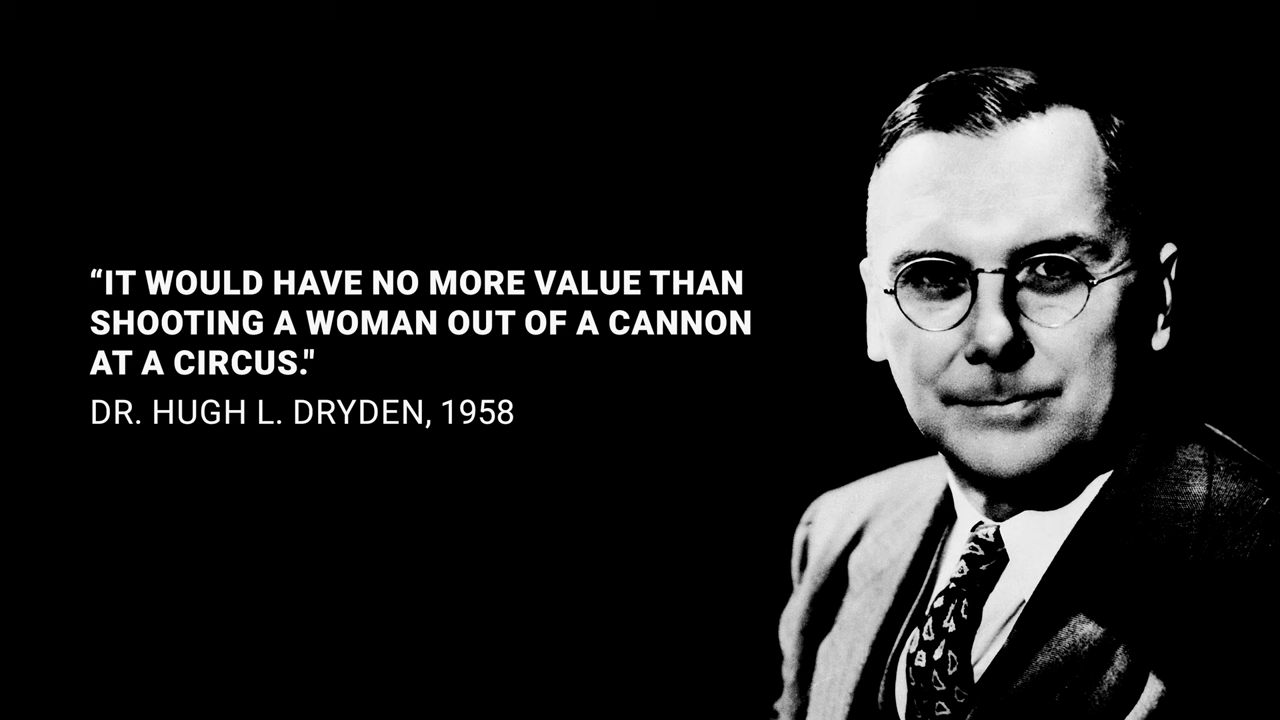 “IT WOULD HAVE NO MORE VALUE THAN
SHOOTING A WOMAN OUT OF A CANNON
AT A CIRCUS."
DR. HUGH L. DRYDEN, 1958